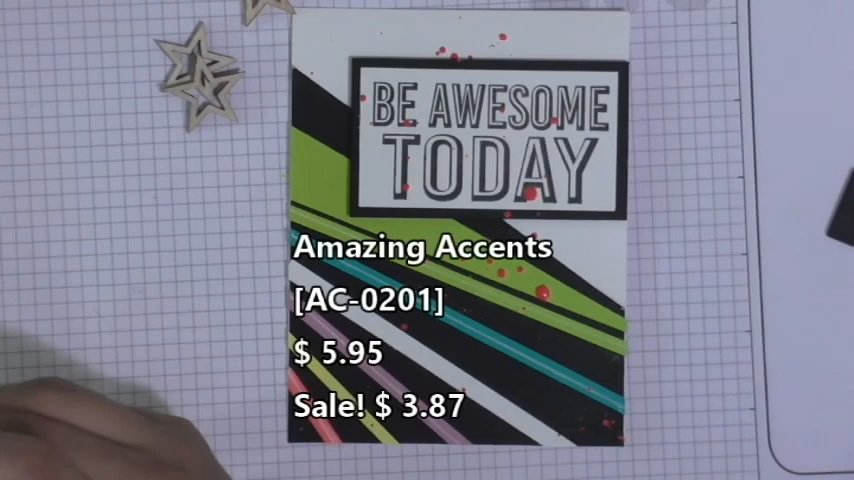 BE AWESOME
TODAY
Amazing Accents
[AC-0201]
$ 5.95
Sale! $ 3.87